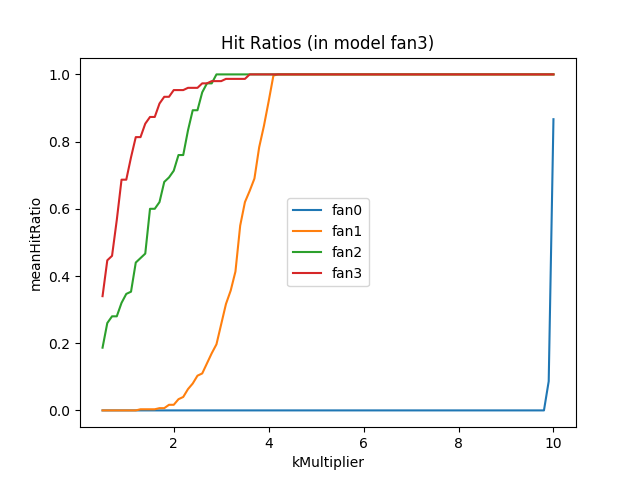 Hit Ratios (in model fan3)
meanHitRatio
1.0
0.8
0.6
0.4
0.2
0.0
fan0
fan1
fan2
fan3
2
4
6
8
10
kMultiplier